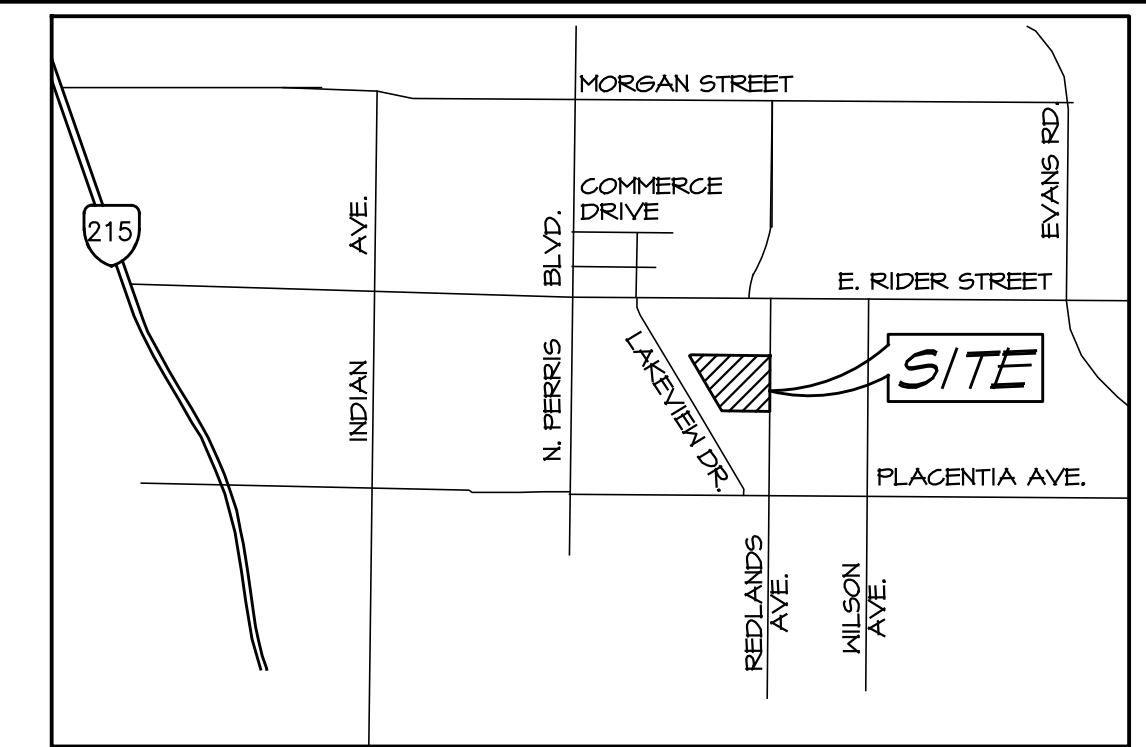 MORGAN STREET
EVANS RD.
COMMERCE
DRIVE
215
AVE.
BLVD.
E. RIDER STREET
LAKEVIEW DR.
SITE
INDIAN
N. PERRIS
PLACENTIA AVE.
REDLANDS
AVE.
WILSON
AVE.